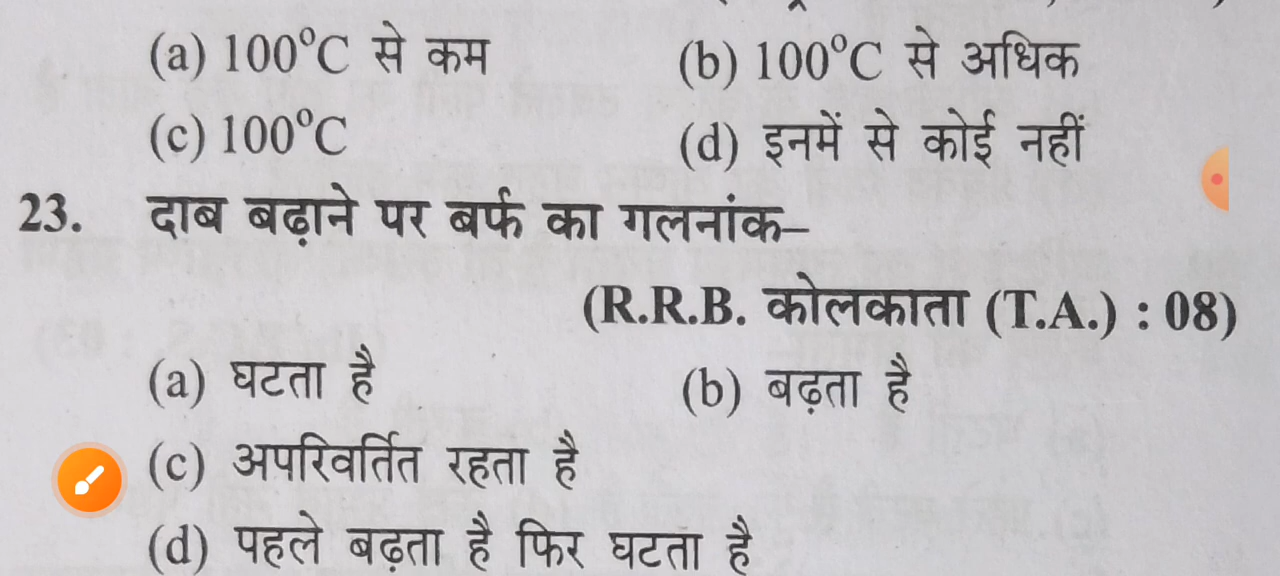 (a) 100°C से कम (b) 100°C से अधिक
(c) 100°C (d) इनमें से कोई नहीं
23. दाब बढ़ाने पर बर्फ का गलनांक–
(R.R.B. कोलकाता (T.A.) : 08)
(a) घटता है (b) बढ़ता है
(c) अपरिवर्तित रहता है
(d) पहले बढ़ता है फिर घटता है